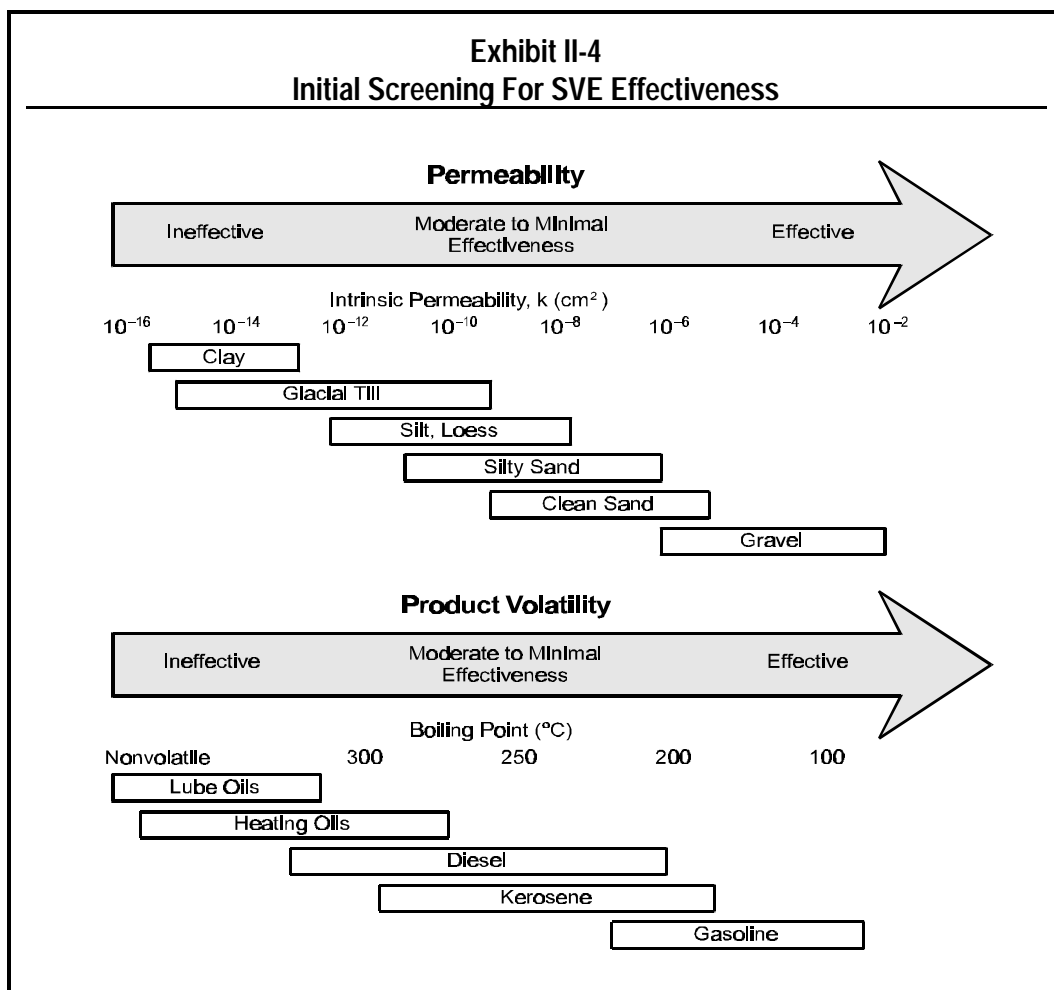 Exhibit II-4
Initial Screening For SVE Effectiveness
Permeability
Ineffective Moderate to Minimal Effectiveness Effective
Intrinsic Permeability, k (cm²)
10⁻¹⁶ 10⁻¹⁴ 10⁻¹² 10⁻¹⁰ 10⁻⁸ 10⁻⁶ 10⁻⁴ 10⁻²
Clay
Glacial Till
Silt, Loess
Silty Sand
Clean Sand
Gravel
Product Volatility
Ineffective Moderate to Minimal Effectiveness Effective
Boiling Point (°C)
Nonvolatile 300 250 200 100
Lube Oils
Heating Oils
Diesel
Kerosene
Gasoline